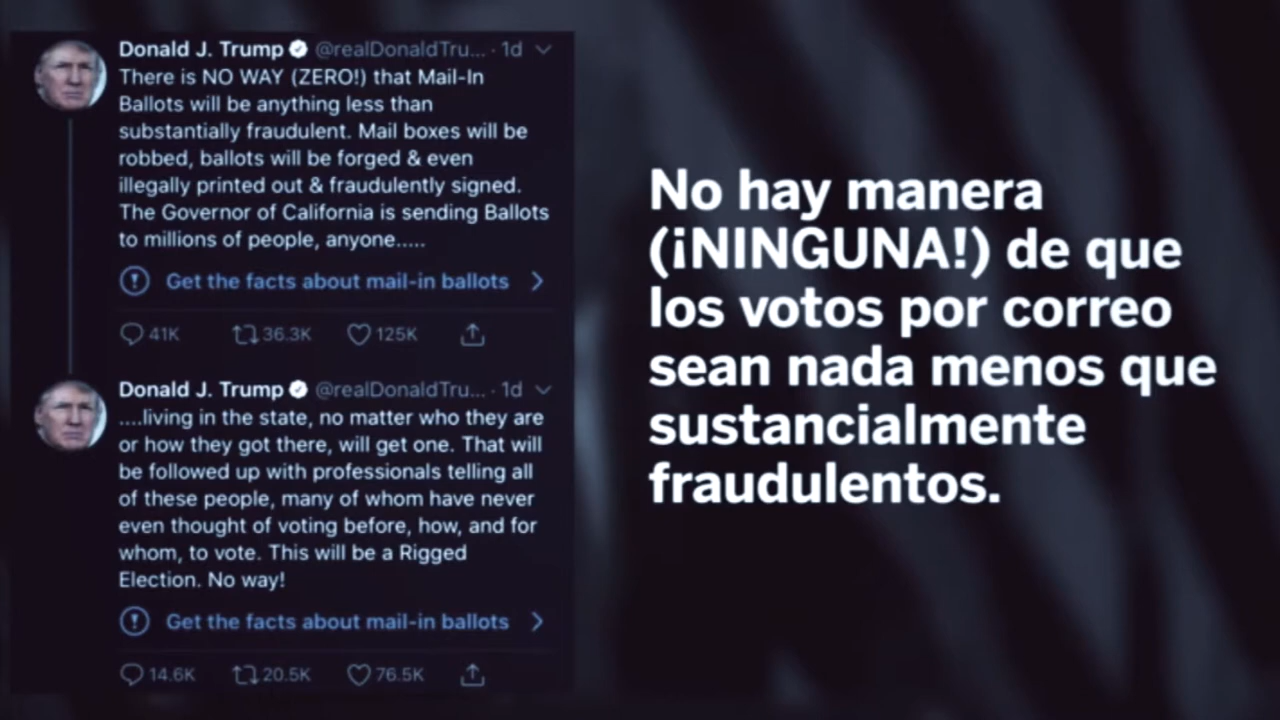 Donald J. Trump @realDonaldTru... · 1d
There is NO WAY (ZERO!) that Mail-In
Ballots will be anything less than
substantially fraudulent. Mail boxes will be
robbed, ballots will be forged & even
illegally printed out & fraudulently signed.
The Governor of California is sending Ballots
to millions of people, anyone.....
Get the facts about mail-in ballots
41K 36.3K 125K
Donald J. Trump @realDonaldTru... · 1d
....living in the state, no matter who they are
or how they got there, will get one. That will
be followed up with professionals telling all
of these people, many of whom have never
even thought of voting before, how, and for
whom, to vote. This will be a Rigged
Election. No way!
Get the facts about mail-in ballots
14.6K 20.5K 76.5K
No hay manera
(¡NINGUNA!) de que
los votos por correo
sean nada menos que
sustancialmente
fraudulentos.